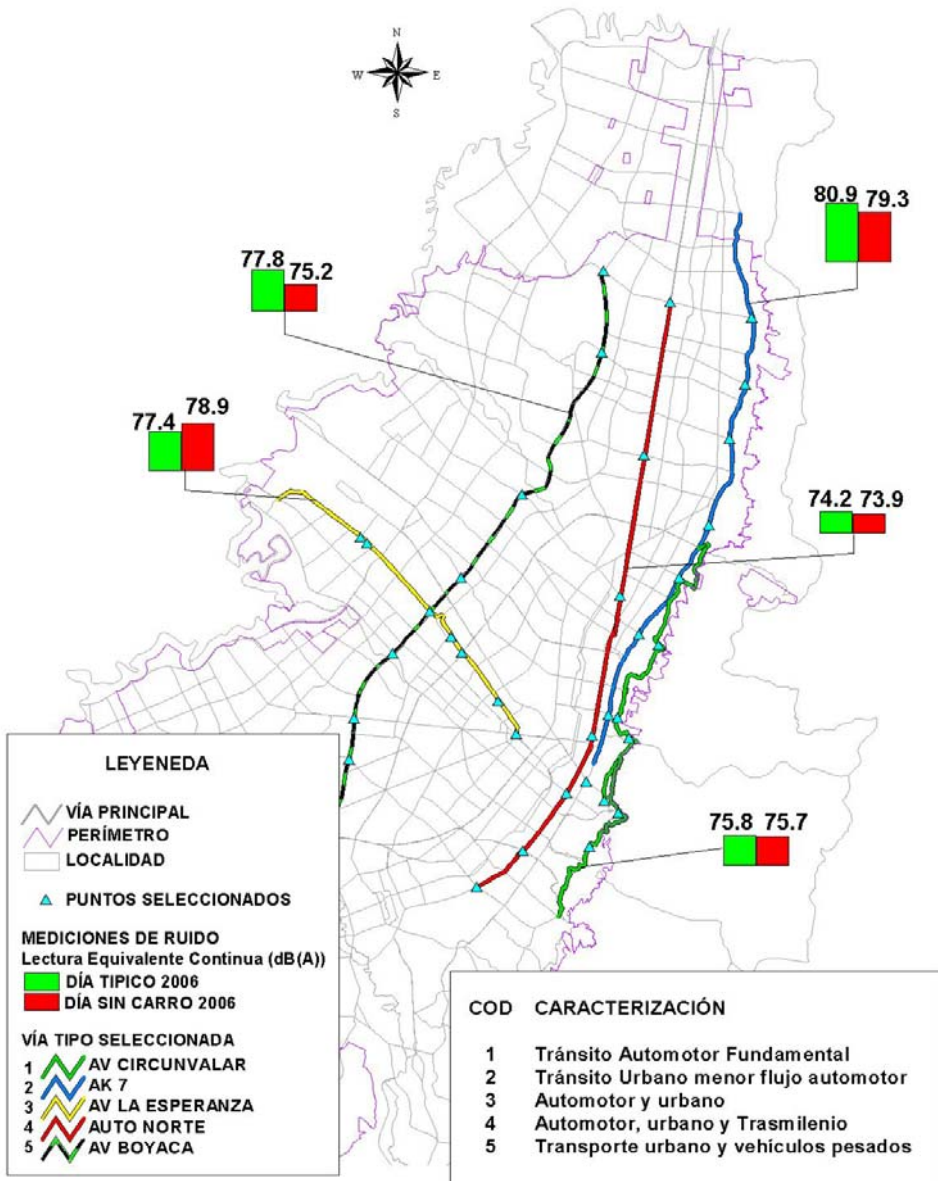 N
W E
S
80.9 79.3
77.8 75.2
77.4 78.9
74.2 73.9
75.8 75.7
LEYENEDA
VÍA PRINCIPAL
PERÍMETRO
LOCALIDAD
PUNTOS SELECCIONADOS
MEDICIONES DE RUIDO
Lectura Equivalente Continua (dB(A))
DÍA TIPICO 2006
DÍA SIN CARRO 2006
VÍA TIPO SELECCIONADA
1 AV CIRCUNVALAR
2 AK 7
3 AV LA ESPERANZA
4 AUTO NORTE
5 AV BOYACA
COD CARACTERIZACIÓN
1 Tránsito Automotor Fundamental
2 Tránsito Urbano menor flujo automotor
3 Automotor y urbano
4 Automotor, urbano y Trasmilenio
5 Transporte urbano y vehículos pesados